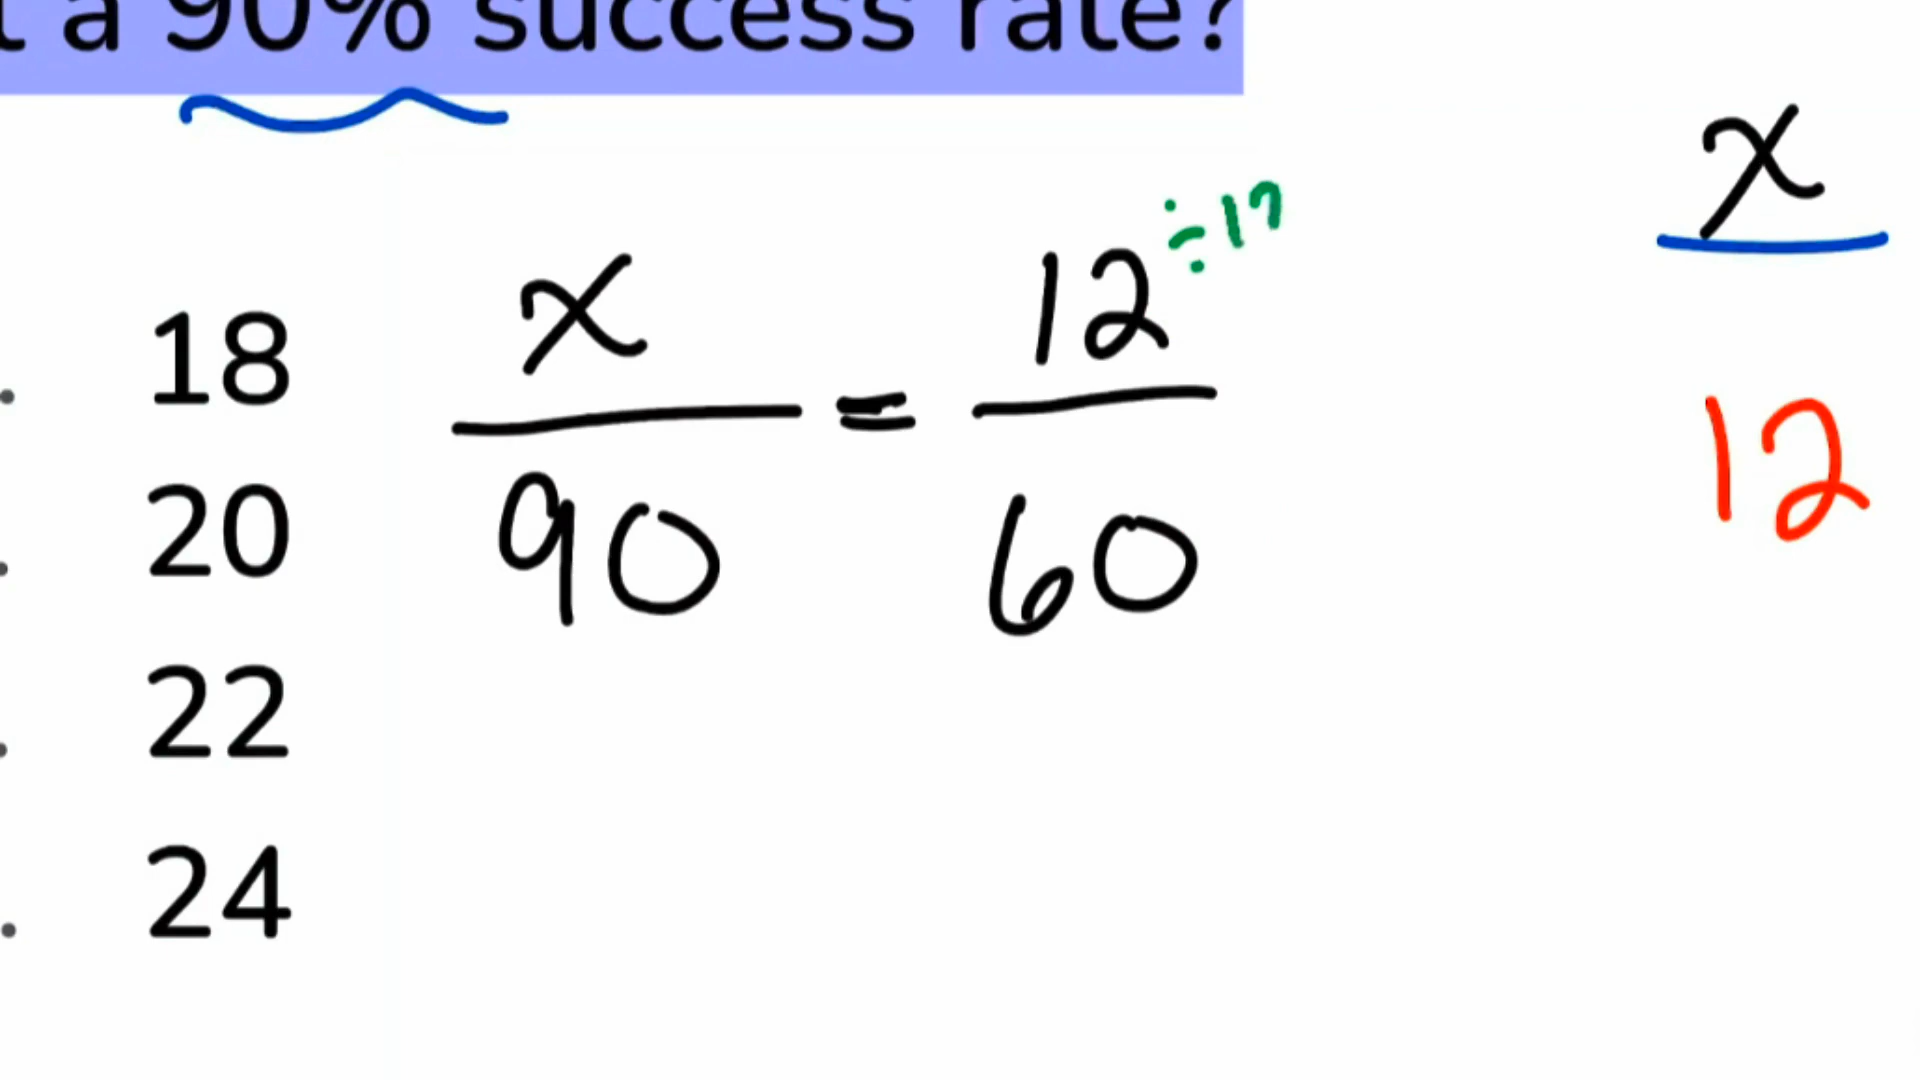 t a 90% success rate?
x
÷ 12
x = 12
90 60
12
. 18
. 20
. 22
. 24